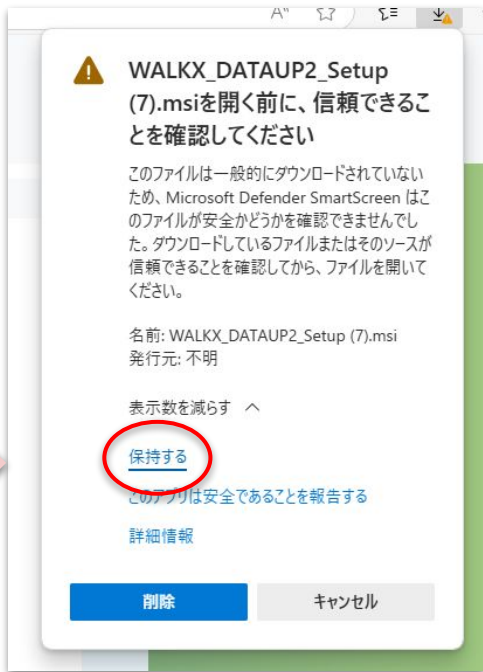 WALKX_DATAUP2_Setup
(7).msiを開く前に、信頼できるこ
とを確認してください
このファイルは一般的にダウンロードされていない
ため、Microsoft Defender SmartScreen はこ
のファイルが安全かどうかを確認できませんでし
た。ダウンロードしているファイルまたはそのソースが
信頼できることを確認してから、ファイルを開いて
ください。
名前: WALKX_DATAUP2_Setup (7).msi
発行元: 不明
表示数を減らす
保持する
このアプリは安全であることを報告する
詳細情報
削除
キャンセル